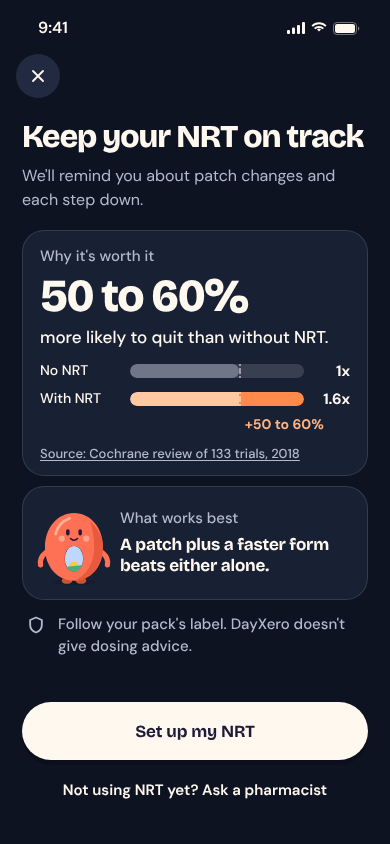 9:41
Keep your NRT on track
We'll remind you about patch changes and
each step down.
Why it's worth it
50 to 60%
more likely to quit than without NRT.
No NRT 1x
With NRT 1.6x
+50 to 60%
Source: Cochrane review of 133 trials, 2018
What works best
A patch plus a faster form
beats either alone.
Follow your pack's label. DayXero doesn't
give dosing advice.
Set up my NRT
Not using NRT yet? Ask a pharmacist